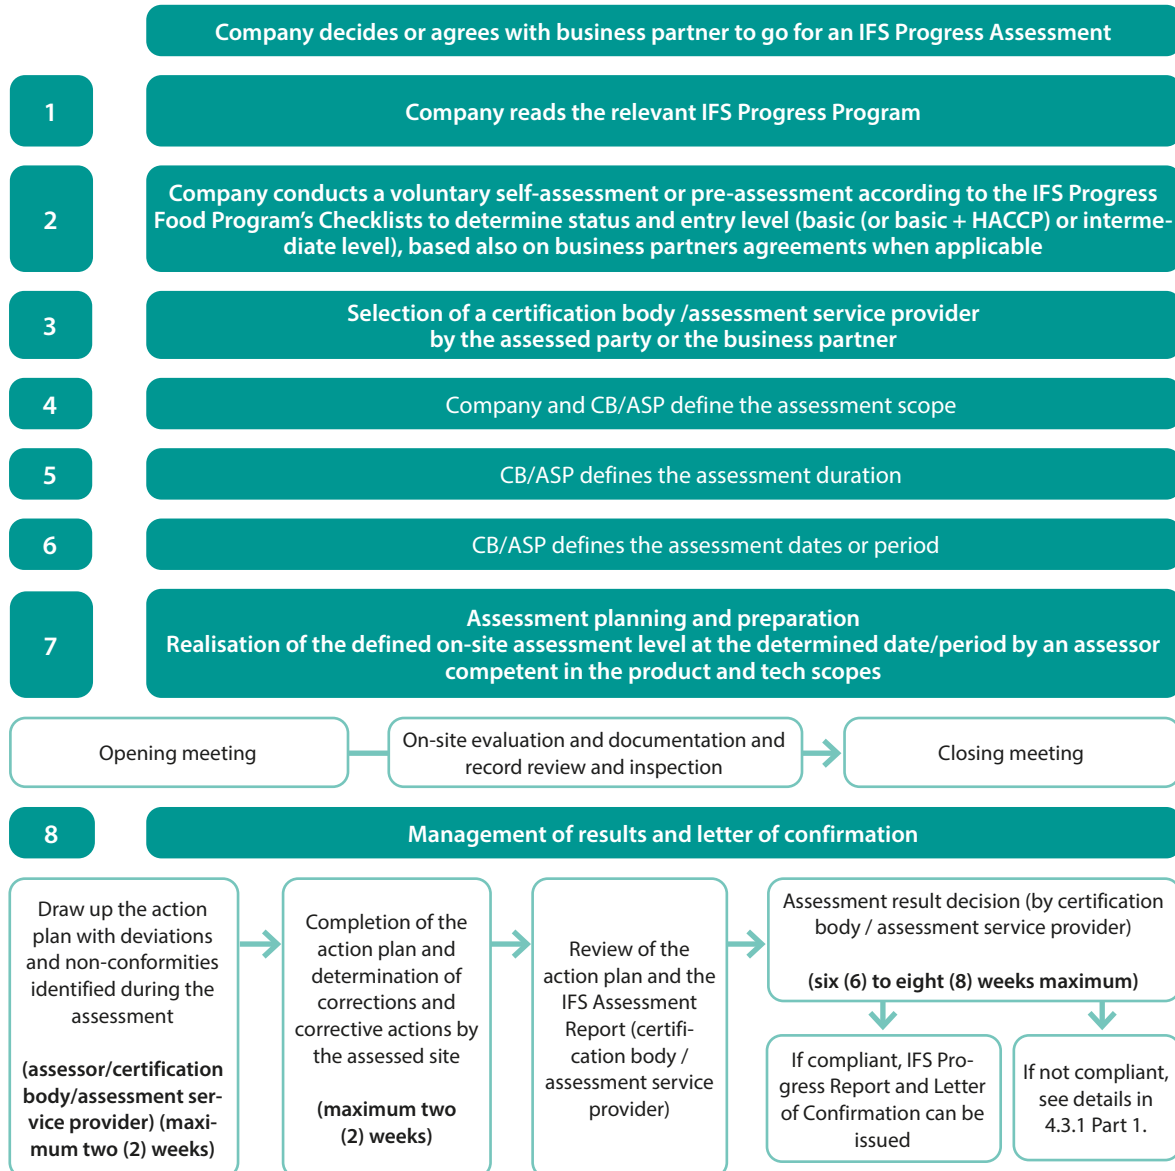 Company decides or agrees with business partner to go for an IFS Progress Assessment
1
Company reads the relevant IFS Progress Program
2
Company conducts a voluntary self-assessment or pre-assessment according to the IFS Progress
Food Program’s Checklists to determine status and entry level (basic (or basic + HACCP) or interme-
diate level), based also on business partners agreements when applicable
3
Selection of a certification body /assessment service provider
by the assessed party or the business partner
4
Company and CB/ASP define the assessment scope
5
CB/ASP defines the assessment duration
6
CB/ASP defines the assessment dates or period
7
Assessment planning and preparation
Realisation of the defined on-site assessment level at the determined date/period by an assessor
competent in the product and tech scopes
Opening meeting
On-site evaluation and documentation and
record review and inspection
Closing meeting
8
Management of results and letter of confirmation
Draw up the action
plan with deviations
and non-conformities
identified during the
assessment
(assessor/certification
body/assessment ser-
vice provider) (maxi-
mum two (2) weeks)
Completion of the
action plan and
determination of
corrections and
corrective actions by
the assessed site
(maximum two
(2) weeks)
Review of the
action plan and the
IFS Assessment
Report (certifi-
cation body /
assessment service
provider)
Assessment result decision (by certification
body / assessment service provider)
(six (6) to eight (8) weeks maximum)
If compliant, IFS Pro-
gress Report and Letter
of Confirmation can be
issued
If not compliant,
see details in
4.3.1 Part 1.